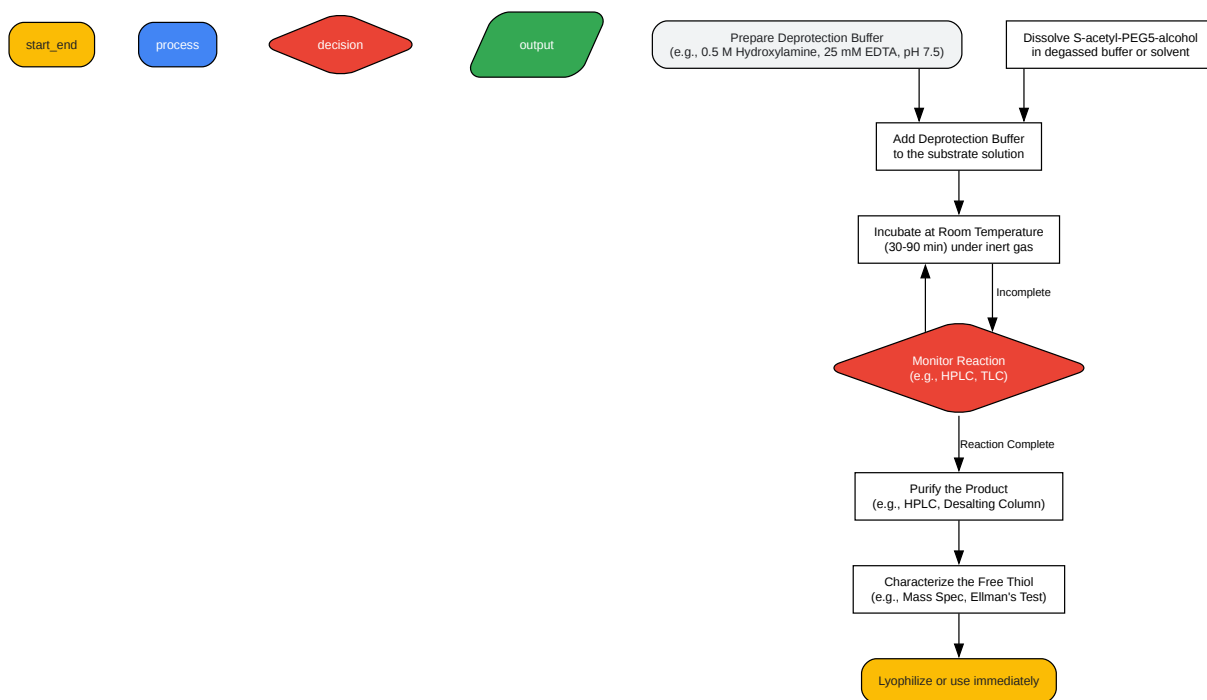 start_end
process
decision
output
Prepare Deprotection Buffer
(e.g., 0.5 M Hydroxylamine, 25 mM EDTA, pH 7.5)
Dissolve S-acetyl-PEG5-alcohol
in degassed buffer or solvent
Add Deprotection Buffer
to the substrate solution
Incubate at Room Temperature
(30-90 min) under inert gas
Incomplete
Monitor Reaction
(e.g., HPLC, TLC)
Reaction Complete
Purify the Product
(e.g., HPLC, Desalting Column)
Characterize the Free Thiol
(e.g., Mass Spec, Ellman's Test)
Lyophilize or use immediately